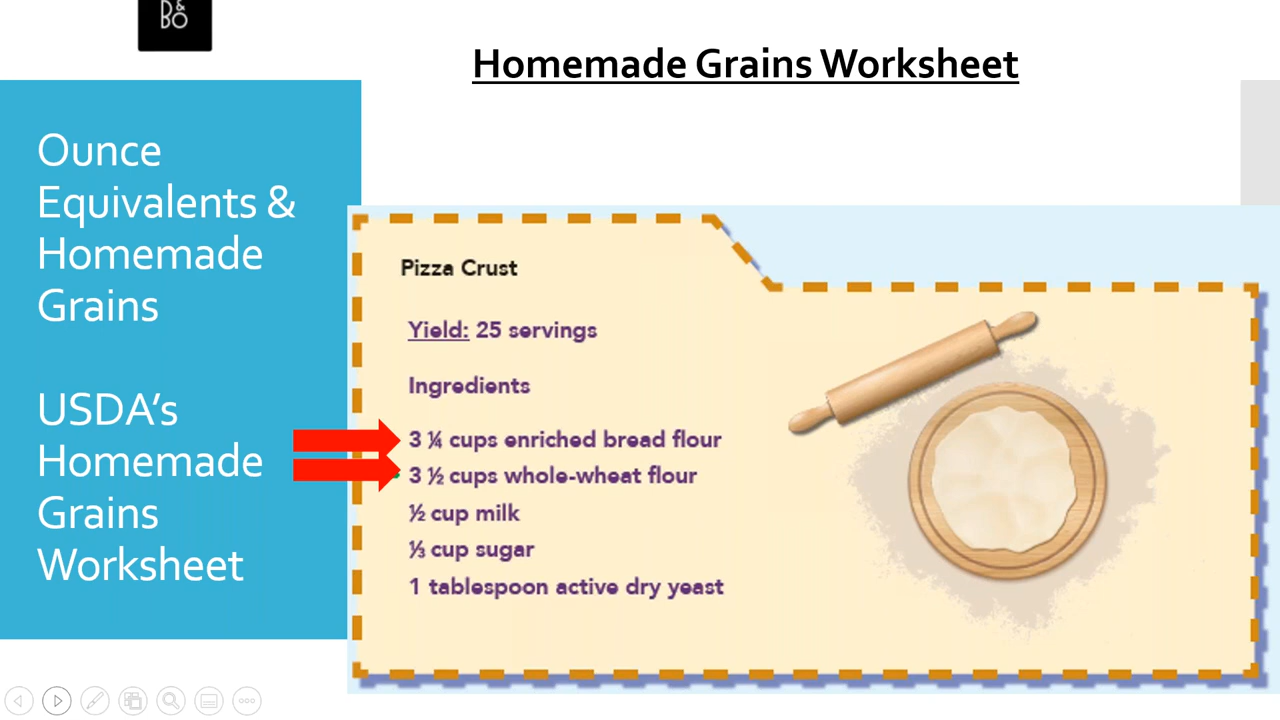 B&
BO
Homemade Grains Worksheet
Ounce
Equivalents &
Homemade
Grains
USDA's
Homemade
Grains
Worksheet
Pizza Crust
Yield: 25 servings
Ingredients
3 ¼ cups enriched bread flour
3 ½ cups whole-wheat flour
½ cup milk
⅓ cup sugar
1 tablespoon active dry yeast